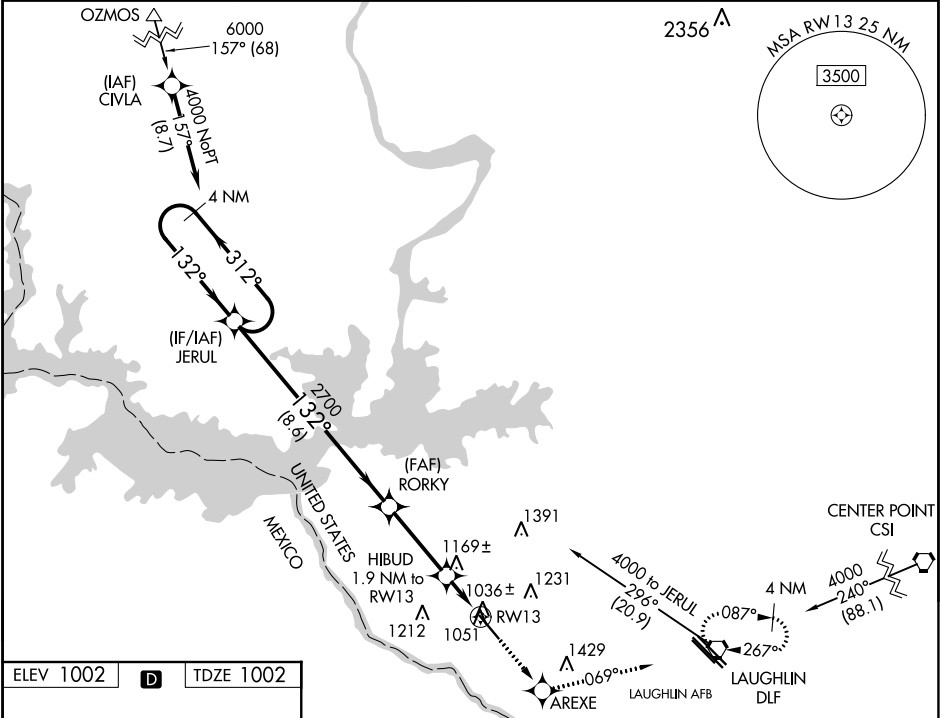 OZMOS
6000
157° (68)
(IAF)
CIVLA
4000 NoPT
157°
(8.7)
2356
MSA RW 13 25 NM
3500
4 NM
132°
312°
(IF/IAF)
JERUL
2700
132°
(8.6)
(FAF)
RORKY
UNITED STATES
MEXICO
HIBUD
1.9 NM to
RW13
1169±
1391
1036±
1231
1212
1051
RW13
CENTER POINT
CSI
4000
240°
(88.1)
4000 to JERUL
296°
(20.9)
4 NM
087°
267°
1429
069°
AREXE
LAUGHLIN AFB
LAUGHLIN
DLF
ELEV 1002
D
TDZE 1002